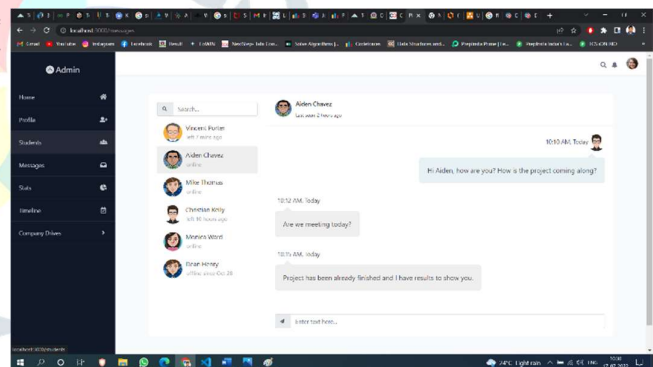 localhost:3000/messages
Gmail
YouTube
Instagram
Facebook
Result
Data Structures and...
Admin
Home
Profile
Students
Messages
Stats
Timeline
Company Drives
Search...
Vincent Porter
left 7 mins ago
Aiden Chavez
online
Mike Thomas
online
Christian Kelly
left 10 hours ago
Monica Ward
online
Dean Henry
offline since Oct 28
Aiden Chavez
Last seen: 2 hours ago
10:10 AM, Today
Hi Aiden, how are you? How is the project coming along?
10:12 AM, Today
Are we meeting today?
10:15 AM, Today
Project has been already finished and I have results to show you.
Enter text here...
localhost:3000/students
24°C Light rain
ENG